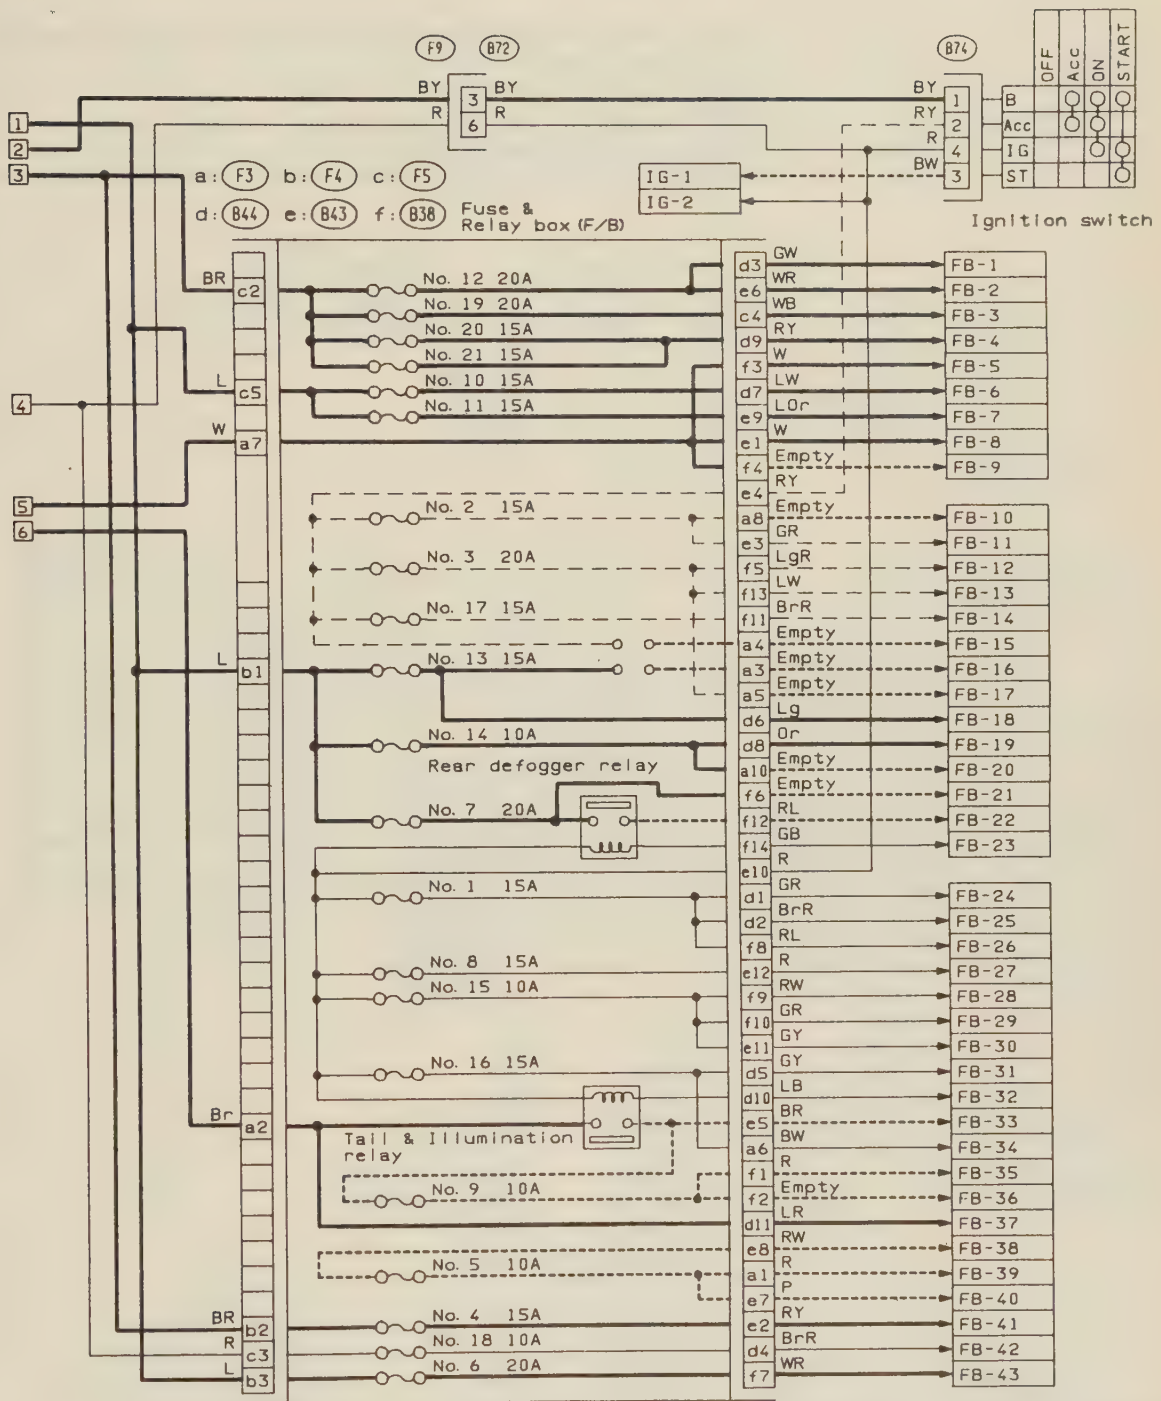 F9 B72 B74
OFF Acc ON START
BY 3 BY BY 1 B
R 6 R RY 2 Acc
R 4 IG
BW 3 ST
1
2
3
a: F3 b: F4 c: F5
d: B44 e: B43 f: B38 Fuse &
Relay box (F/B)
IG-1
IG-2
Ignition switch
GW d3 FB-1
BR c2 No. 12 20A WR e6 FB-2
No. 19 20A WB c4 FB-3
No. 20 15A RY d9 FB-4
No. 21 15A W f3 FB-5
L c5 No. 10 15A LW d7 FB-6
4 No. 11 15A LOr e9 FB-7
W a7 W e1 FB-8
Empty f4 FB-9
RY e4
5 No. 2 15A Empty a8 FB-10
6 GR e3 FB-11
No. 3 20A LgR f5 FB-12
LW f13 FB-13
No. 17 15A BrR f11 FB-14
Empty a4 FB-15
L b1 No. 13 15A Empty a3 FB-16
Empty a5 FB-17
Lg d6 FB-18
No. 14 10A Or d8 FB-19
Rear defogger relay Empty a10 FB-20
Empty f6 FB-21
No. 7 20A RL f12 FB-22
GB f14 FB-23
R e10
No. 1 15A GR d1 FB-24
BrR d2 FB-25
RL f8 FB-26
No. 8 15A R e12 FB-27
No. 15 10A RW f9 FB-28
GR f10 FB-29
GY e11 FB-30
No. 16 15A GY d5 FB-31
LB d10 FB-32
Br a2 BR e5 FB-33
Tail & Illumination
relay
BW a6 FB-34
R f1 FB-35
No. 9 10A Empty f2 FB-36
LR d11 FB-37
RW e8 FB-38
No. 5 10A R a1 FB-39
P e7 FB-40
BR b2 No. 4 15A RY e2 FB-41
R c3 No. 18 10A BrR d4 FB-42
L b3 No. 6 20A WR f7 FB-43